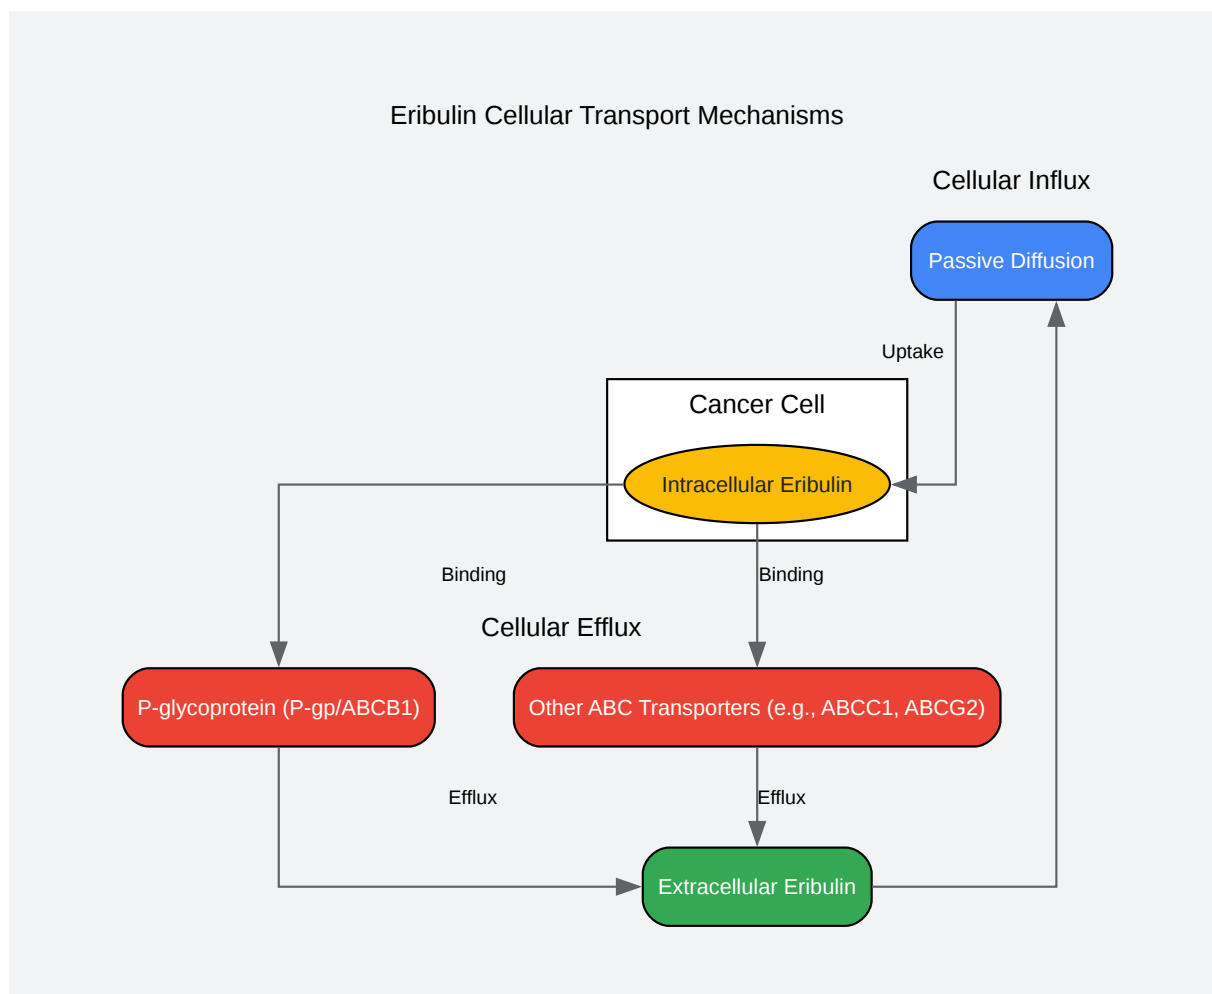 Eribulin Cellular Transport Mechanisms
Cellular Influx
Passive Diffusion
Uptake
Cancer Cell
Intracellular Eribulin
Binding
Binding
Cellular Efflux
P-glycoprotein (P-gp/ABCB1)
Other ABC Transporters (e.g., ABCC1, ABCG2)
Efflux
Efflux
Extracellular Eribulin